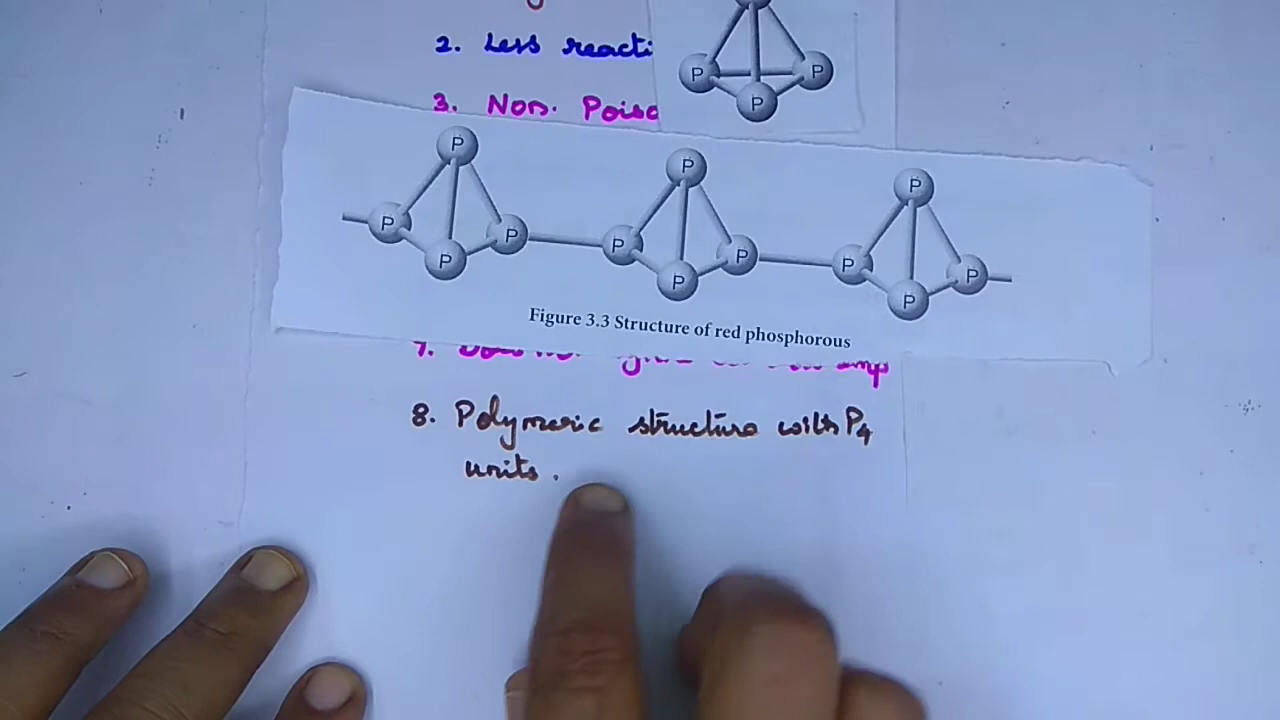 2. Less reacti
3. Non. Poiso
P P P
P P P
P P P P P P
P P P
Figure 3.3 Structure of red phosphorous
8. Polymeric structure with P4
units.